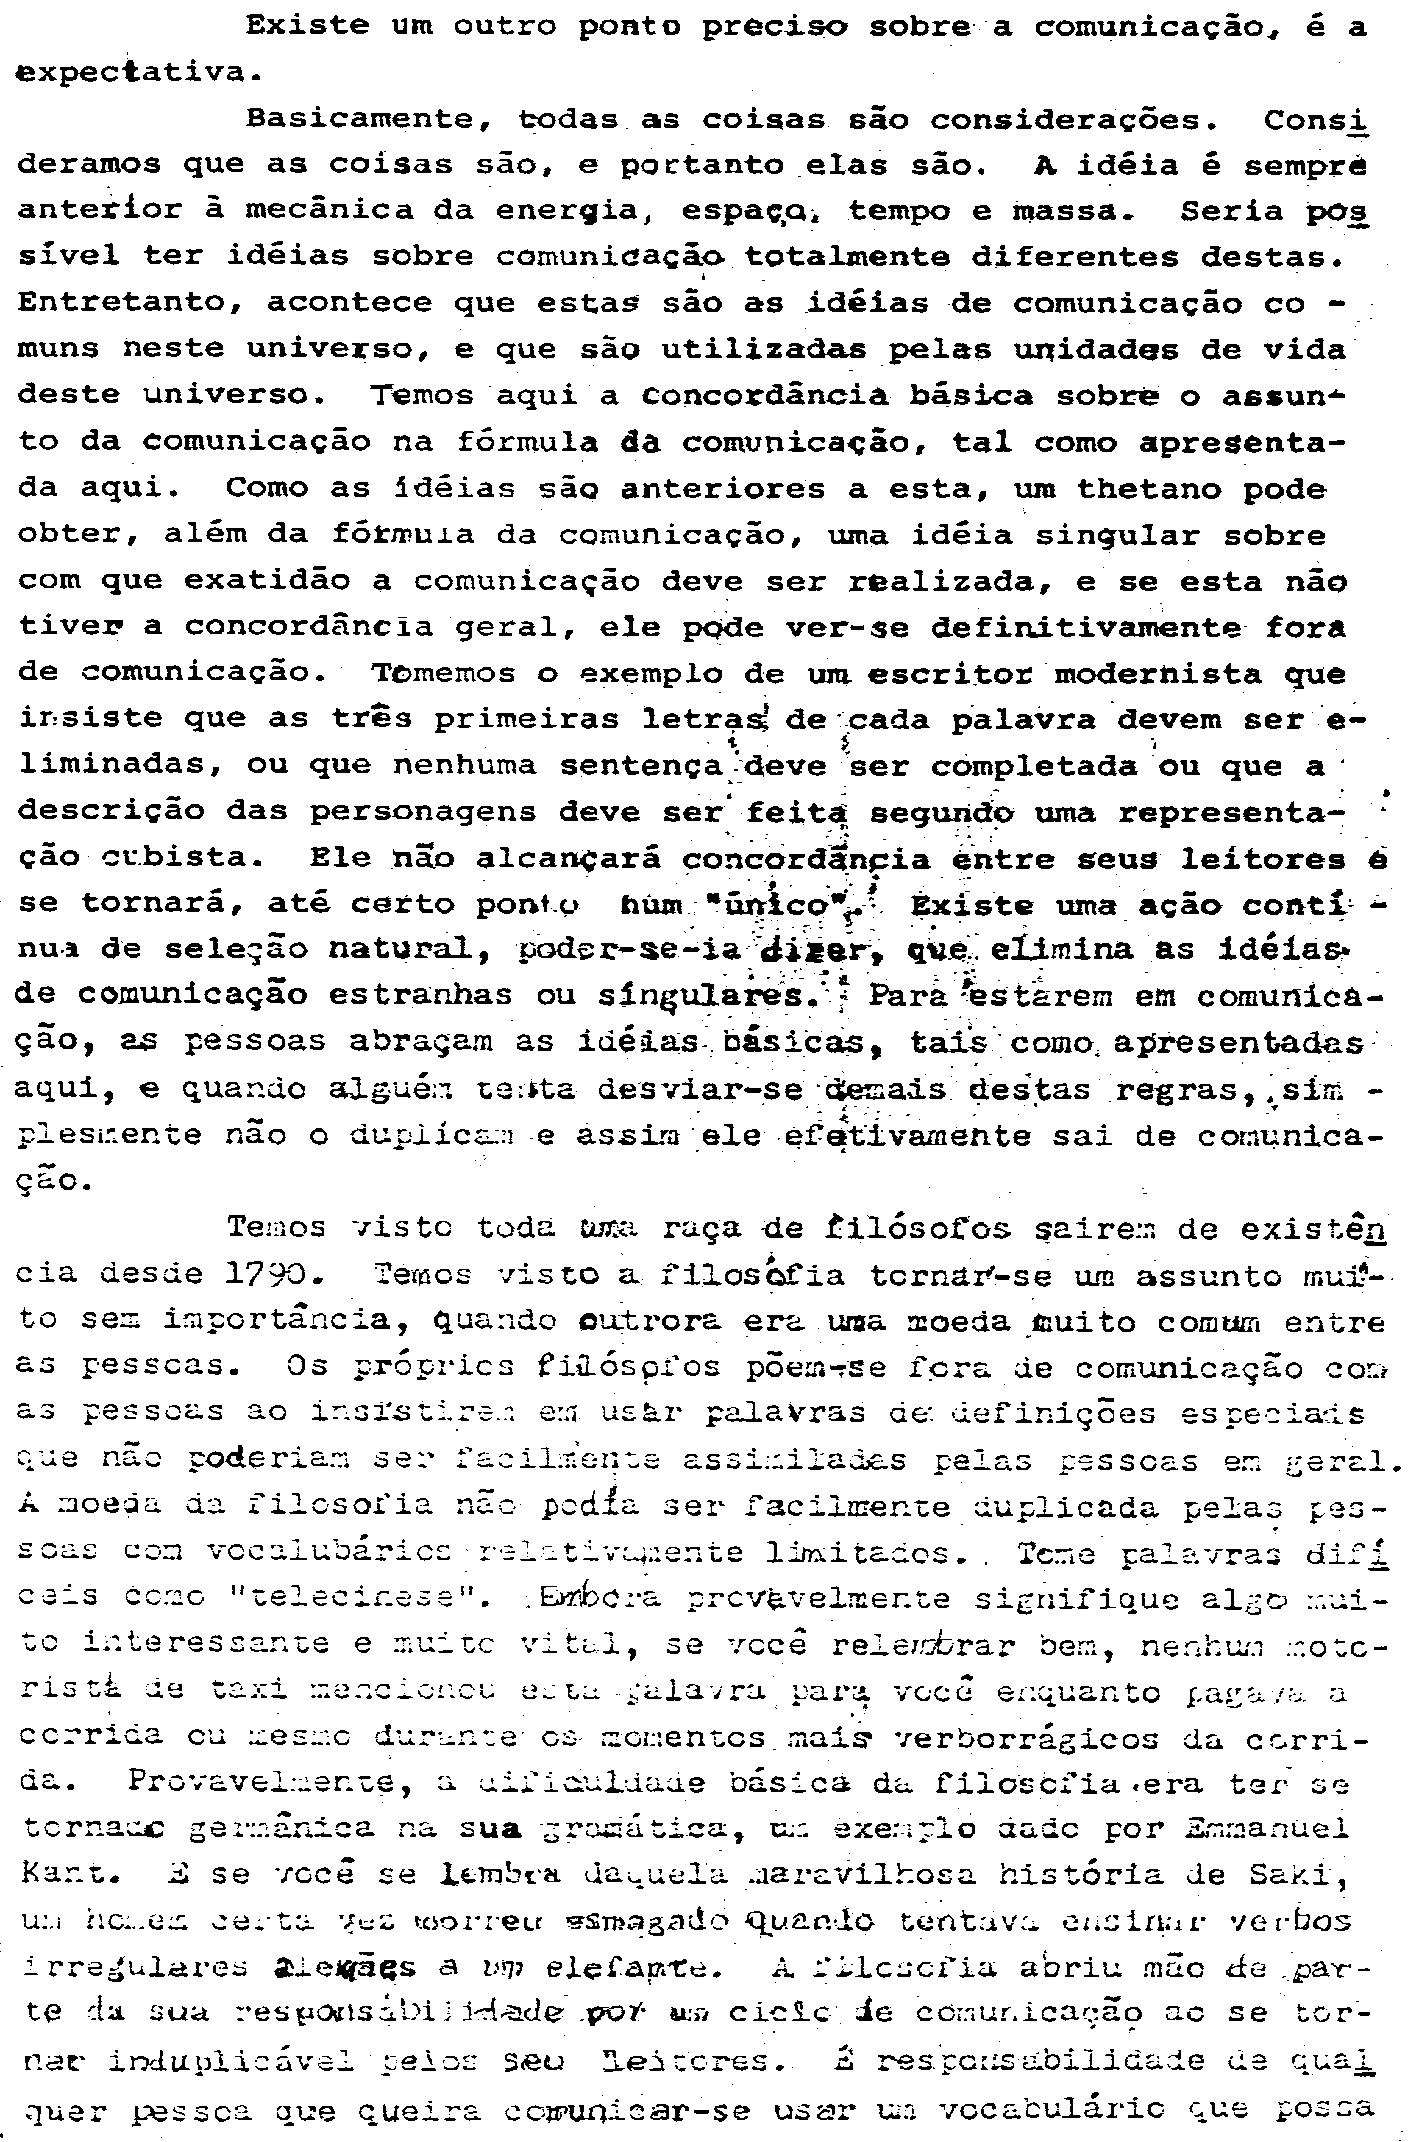 Existe um outro ponto preciso sobre a comunicação, é a
expectativa.
Basicamente, todas as coisas são considerações. Consi
deramos que as coisas são, e portanto elas são. A idéia é sempre
anterior à mecânica da energia, espaço, tempo e massa. Seria pos
sível ter idéias sobre comunicação totalmente diferentes destas.
Entretanto, acontece que estas são as idéias de comunicação co -
muns neste universo, e que são utilizadas pelas unidades de vida
deste universo. Temos aqui a concordância básica sobre o assun-
to da comunicação na fórmula da comunicação, tal como apresenta-
da aqui. Como as idéias são anteriores a esta, um thetano pode
obter, além da fórmula da comunicação, uma idéia singular sobre
com que exatidão a comunicação deve ser realizada, e se esta não
tiver a concordância geral, ele pode ver-se definitivamente fora
de comunicação. Tomemos o exemplo de um escritor modernista que
insiste que as três primeiras letras de cada palavra devem ser e-
liminadas, ou que nenhuma sentença deve ser completada ou que a
descrição das personagens deve ser feita segundo uma representa-
ção cubista. Ele não alcançará concordância entre seus leitores e
se tornará, até certo ponto num "único". Existe uma ação contí -
nua de seleção natural, poder-se-ia dizer, que elimina as idéias
de comunicação estranhas ou singulares. Para estarem em comunica-
ção, as pessoas abraçam as idéias básicas, tais como apresentadas
aqui, e quando alguém tenta desviar-se demais destas regras, sim -
plesmente não o duplicam e assim ele efetivamente sai de comunica-
ção.
Temos visto toda uma raça de filósofos sairem de existên
cia desde 1790. Temos visto a filosofia tornar-se um assunto mui-
to sem importância, quando outrora era uma moeda muito comum entre
as pessoas. Os próprios filósofos põem-se fora de comunicação com
as pessoas ao insistirem em usar palavras de definições especiais
que não poderiam ser facilmente assimiladas pelas pessoas em geral.
A moeda da filosofia não podia ser facilmente duplicada pelas pes-
soas com vocalubários relativamente limitados. Tome palavras difí
ceis como "telecinese". Embora provavelmente signifique algo mui-
to interessante e muito vital, se você relembrar bem, nenhum moto-
rista de taxi mencionou esta palavra para você enquanto pagava a
corrida ou mesmo durante os momentos mais verborrágicos da corri-
da. Provavelmente, a dificuldade básica da filosofia era ter se
tornado germânica na sua gramática, um exemplo dado por Emmanuel
Kant. E se você se lembra daquela maravilhosa história de Saki,
um homem certa vez morreu esmagado quando tentava ensinar verbos
irregulares alemães a um elefante. A filosofia abriu mão de par-
te da sua responsabilidade por um ciclo de comunicação ao se tor-
nar induplicável pelos seu leitores. É responsabilidade de qual
quer pessoa que queira comunicar-se usar um vocabulário que possa